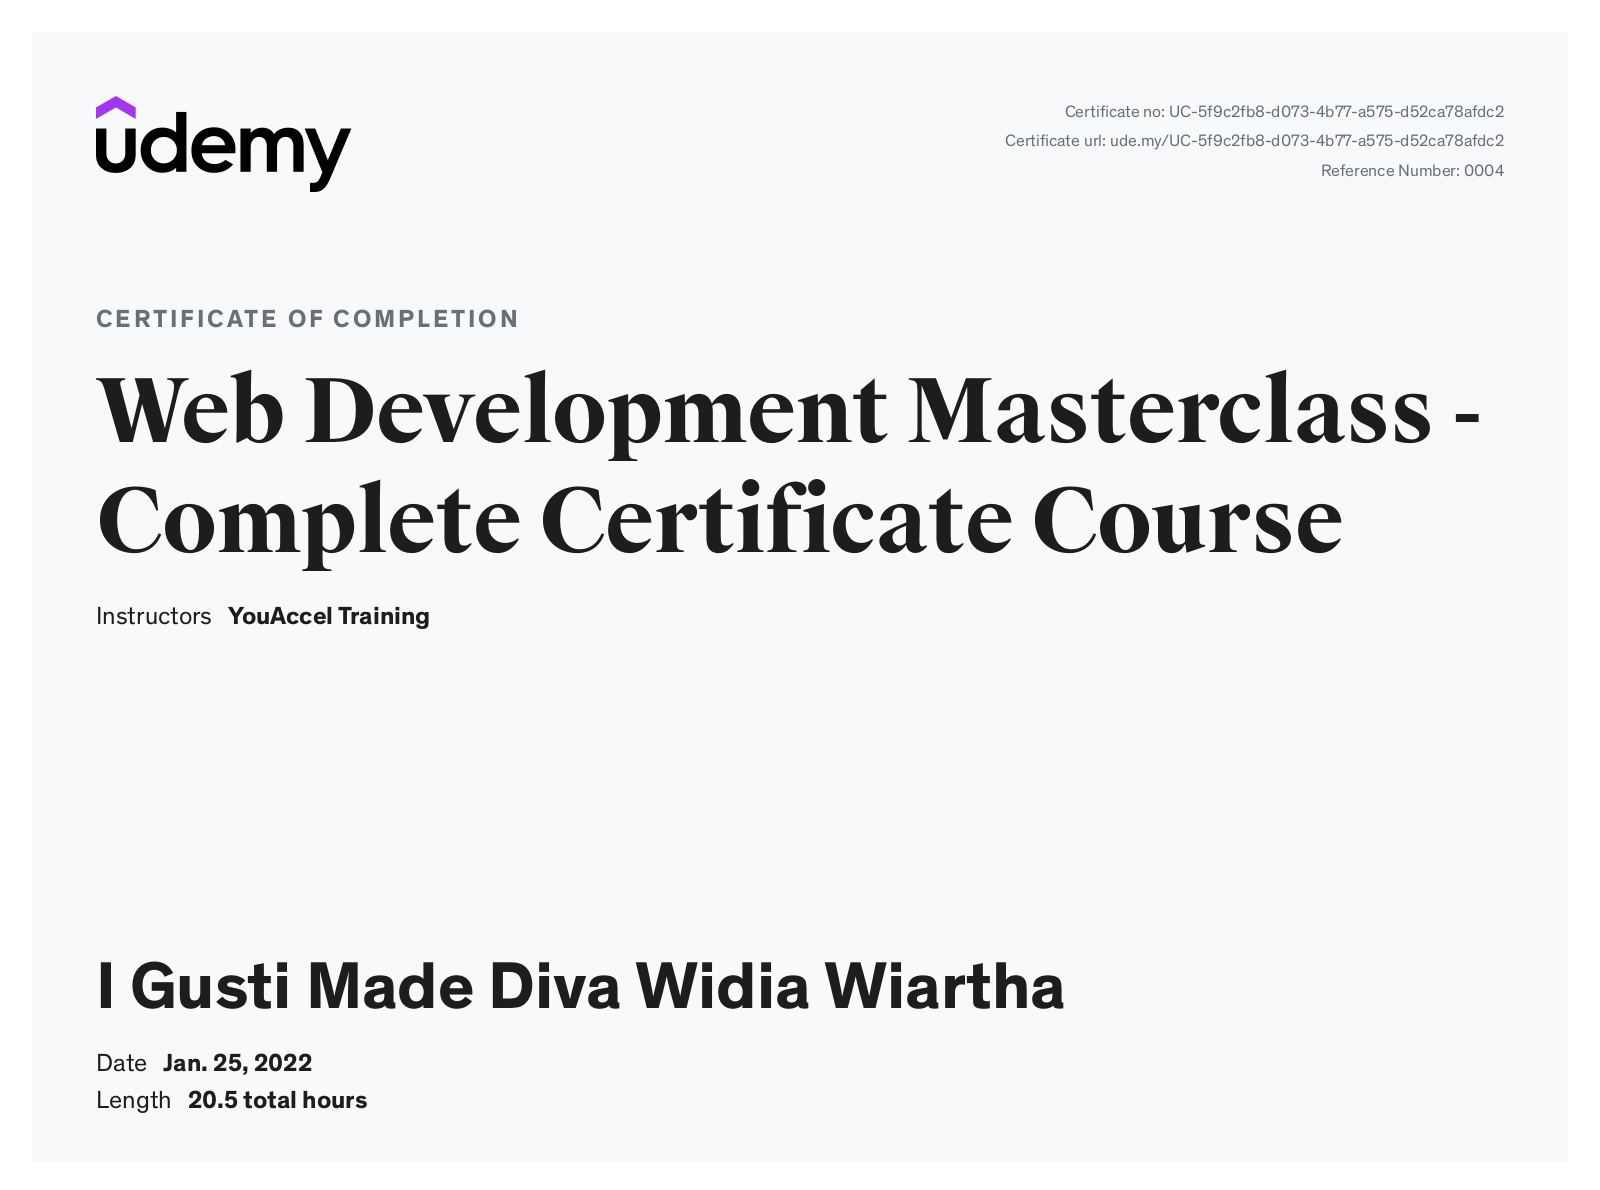 udemy
Certificate no: UC-5f9c2fb8-d073-4b77-a575-d52ca78afdc2
Certificate url: ude.my/UC-5f9c2fb8-d073-4b77-a575-d52ca78afdc2
Reference Number: 0004
CERTIFICATE OF COMPLETION
Web Development Masterclass -
Complete Certificate Course
Instructors YouAccel Training
I Gusti Made Diva Widia Wiartha
Date Jan. 25, 2022
Length 20.5 total hours